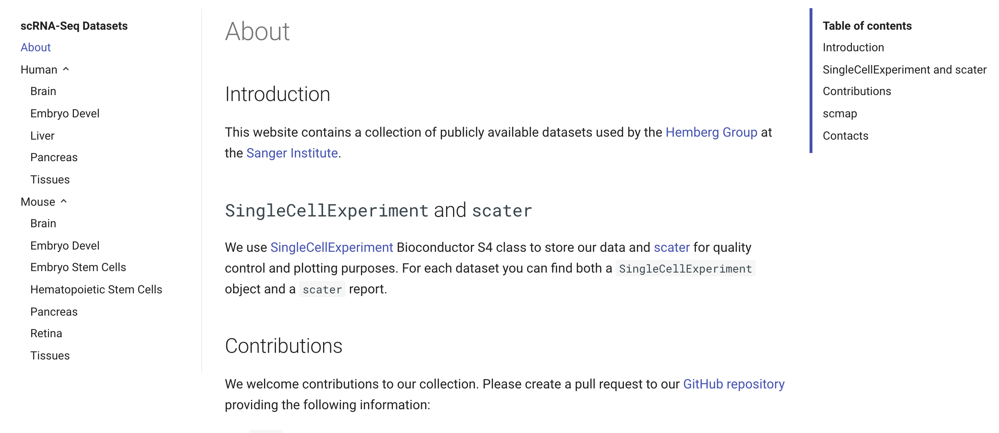 scRNA-Seq Datasets
About
Human
Brain
Embryo Devel
Liver
Pancreas
Tissues
Mouse
Brain
Embryo Devel
Embryo Stem Cells
Hematopoietic Stem Cells
Pancreas
Retina
Tissues
About
Introduction
This website contains a collection of publicly available datasets used by the Hemberg Group at
the Sanger Institute.
SingleCellExperiment and scater
We use SingleCellExperiment Bioconductor S4 class to store our data and scater for quality
control and plotting purposes. For each dataset you can find both a SingleCellExperiment
object and a scater report.
Contributions
We welcome contributions to our collection. Please create a pull request to our GitHub repository
providing the following information:
Table of contents
Introduction
SingleCellExperiment and scater
Contributions
scmap
Contacts